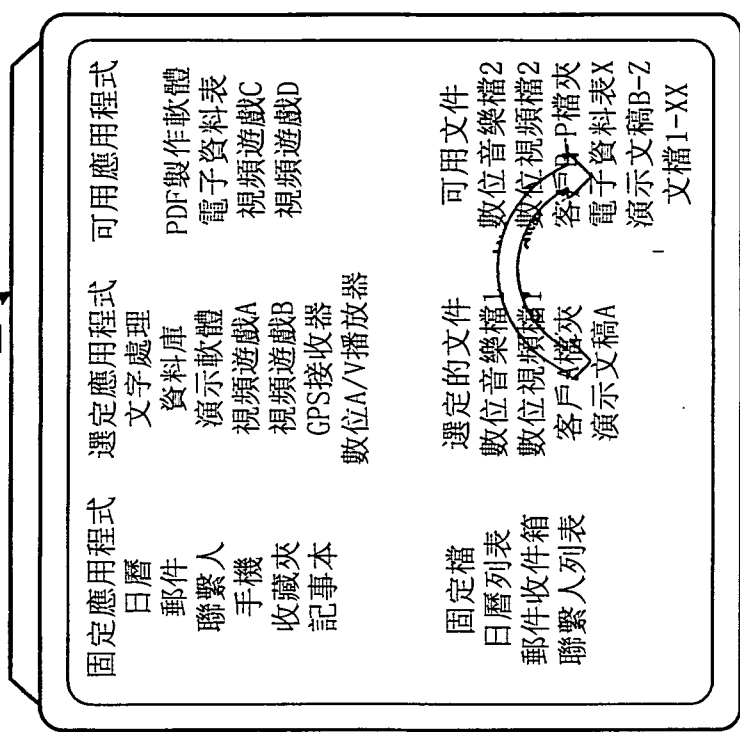 固定應用程式
日曆
郵件
聯繫人
手機
收藏夾
記事本
選定應用程式
文字處理
資料庫
演示軟體
視頻遊戲A
視頻遊戲B
GPS接收器
數位A/V播放器
可用應用程式
PDF製作軟體
電子資料表
視頻遊戲C
視頻遊戲D
固定檔
日曆列表
郵件收件箱
聯繫人列表
選定的文件
數位音樂檔1
數位視頻檔1
客戶A檔夾
演示文稿A
可用文件
數位音樂檔2
數位視頻檔2
客戶B-P檔夾
電子資料表X
演示文稿B-Z
文檔1-XX